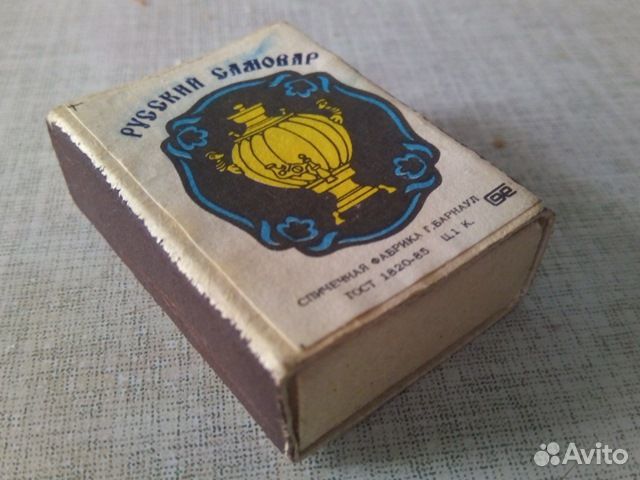 РУССКИЙ САМОВАР
СПИЧЕЧНАЯ ФАБРИКА Г.БАРНАУЛ
ГОСТ 1820-85 Ц.1 К.
Avito